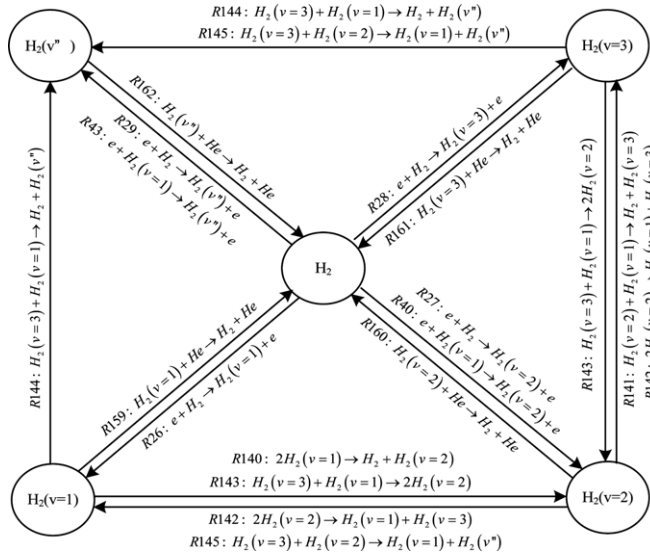 R144: H₂(v=3)+H₂(v=1)→H₂+H₂(v")
R145: H₂(v=3)+H₂(v=2)→H₂(v=1)+H₂(v")
H₂(v" )
H₂(v=3)
R162: H₂(v")+He→H₂+He
R29: e+H₂→H₂(v")+e
R43: e+H₂(v=1)→H₂(v")+e
R28: e+H₂→H₂(v=3)+e
R161: H₂(v=3)+He→H₂+He
R144: H₂(v=3)+H₂(v=1)→H₂+H₂(v")
R143: H₂(v=3)+H₂(v=1)→2H₂(v=2)
R141: H₂(v=2)+H₂(v=1)→H₂+H₂(v=3)
H₂
R159: H₂(v=1)+He→H₂+He
R26: e+H₂→H₂(v=1)+e
R27: e+H₂→H₂(v=2)+e
R40: e+H₂(v=1)→H₂(v=2)+e
R160: H₂(v=2)+He→H₂+He
R140: 2H₂(v=1)→H₂+H₂(v=2)
R143: H₂(v=3)+H₂(v=1)→2H₂(v=2)
H₂(v=1)
H₂(v=2)
R142: 2H₂(v=2)→H₂(v=1)+H₂(v=3)
R145: H₂(v=3)+H₂(v=2)→H₂(v=1)+H₂(v")